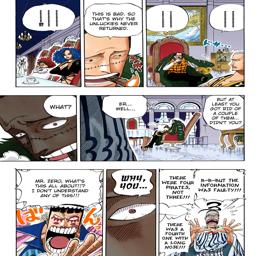 !!
!!
THIS IS BAD. SO
THAT'S WHY THE
UNLUCKIES NEVER
RETURNED.
!!!
BUT AT
LEAST YOU
GOT RID OF
A COUPLE
OF THEM,
DIDN'T YOU?
ER...
WELL...
WHAT?
B-B-BUT THE
INFORMATION
WAS FAULTY!!!
THERE WERE
FOUR
PIRATES,
NOT
THREE!!!
THERE
WAS A
FOURTH
ONE WITH
A LONG
NOSE!!!
WHY,
YOU...
MR. ZERO, WHAT'S
THIS ALL ABOUT!!?
I DON'T UNDERSTAND
ANY OF THIS!!!